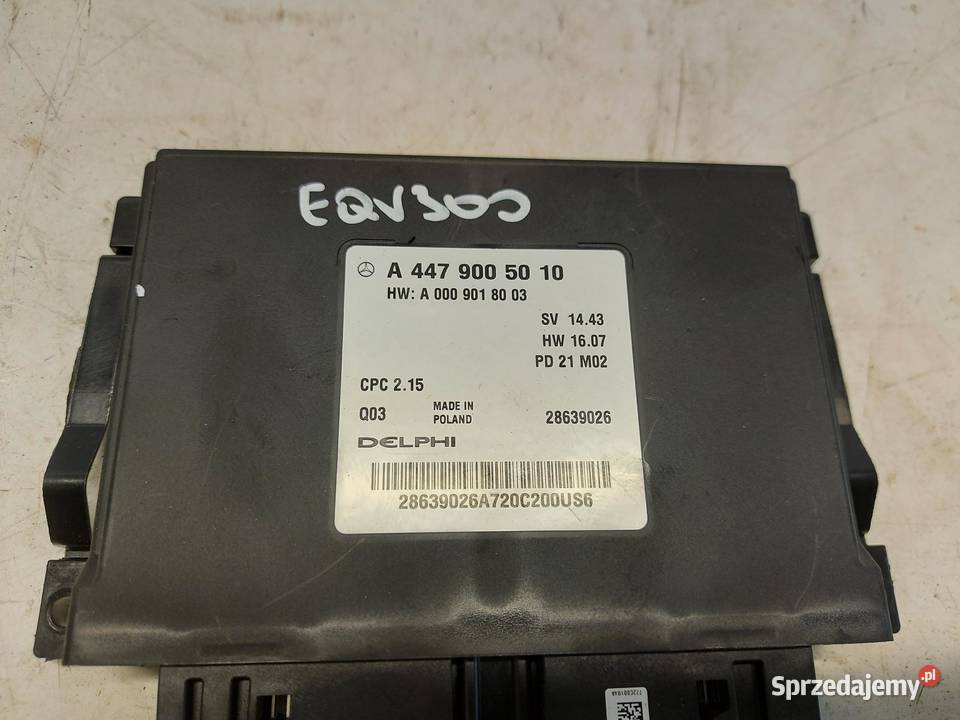 EQV300
A 447 900 50 10
HW: A 000 901 80 03
SV 14.43
HW 16.07
PD 21 M02
CPC 2.15
Q03 MADE IN POLAND 28639026
DELPHI
28639026A720C200US6
Sprzedajemy.pl